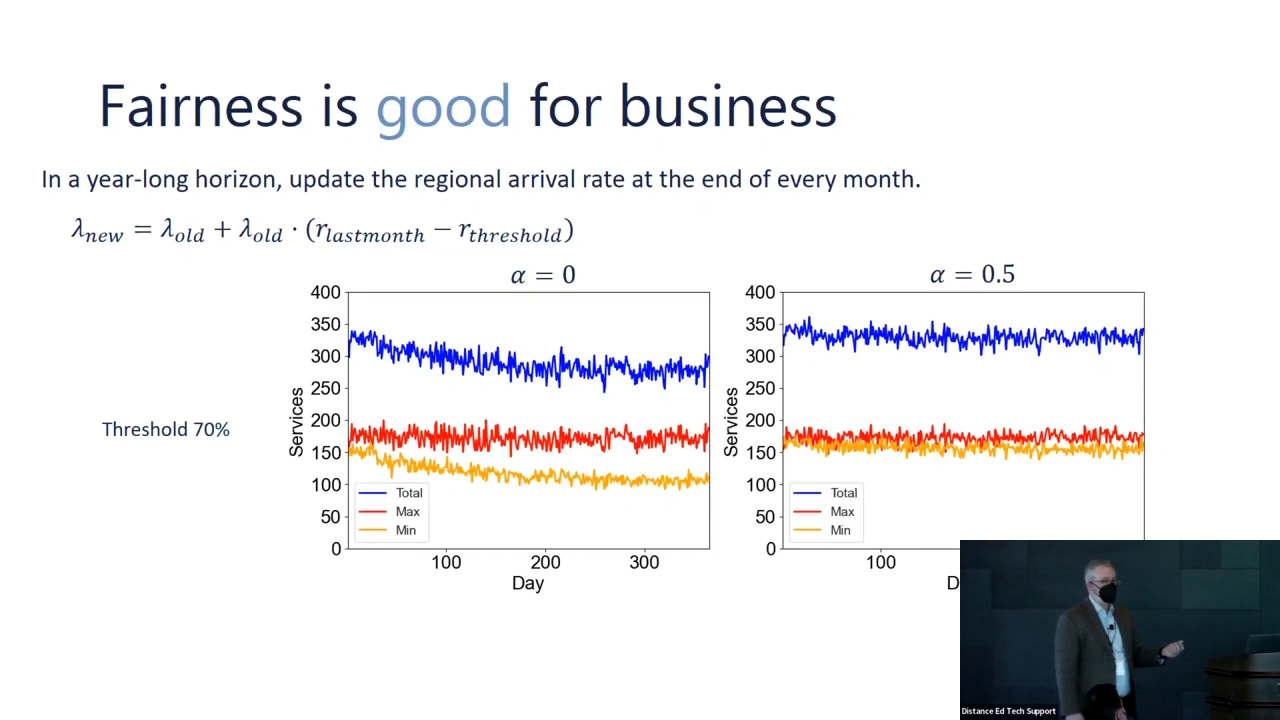 Fairness is good for business
In a year-long horizon, update the regional arrival rate at the end of every month.
λ_new = λ_old + λ_old · (r_lastmonth − r_threshold)
α = 0
α = 0.5
Threshold 70%
400
350
300
250
200
150
100
50
0
Services
Total
Max
Min
100
200
300
Day
400
350
300
250
200
150
100
50
0
Services
Total
Max
Min
100
D
Distance Ed Tech Support